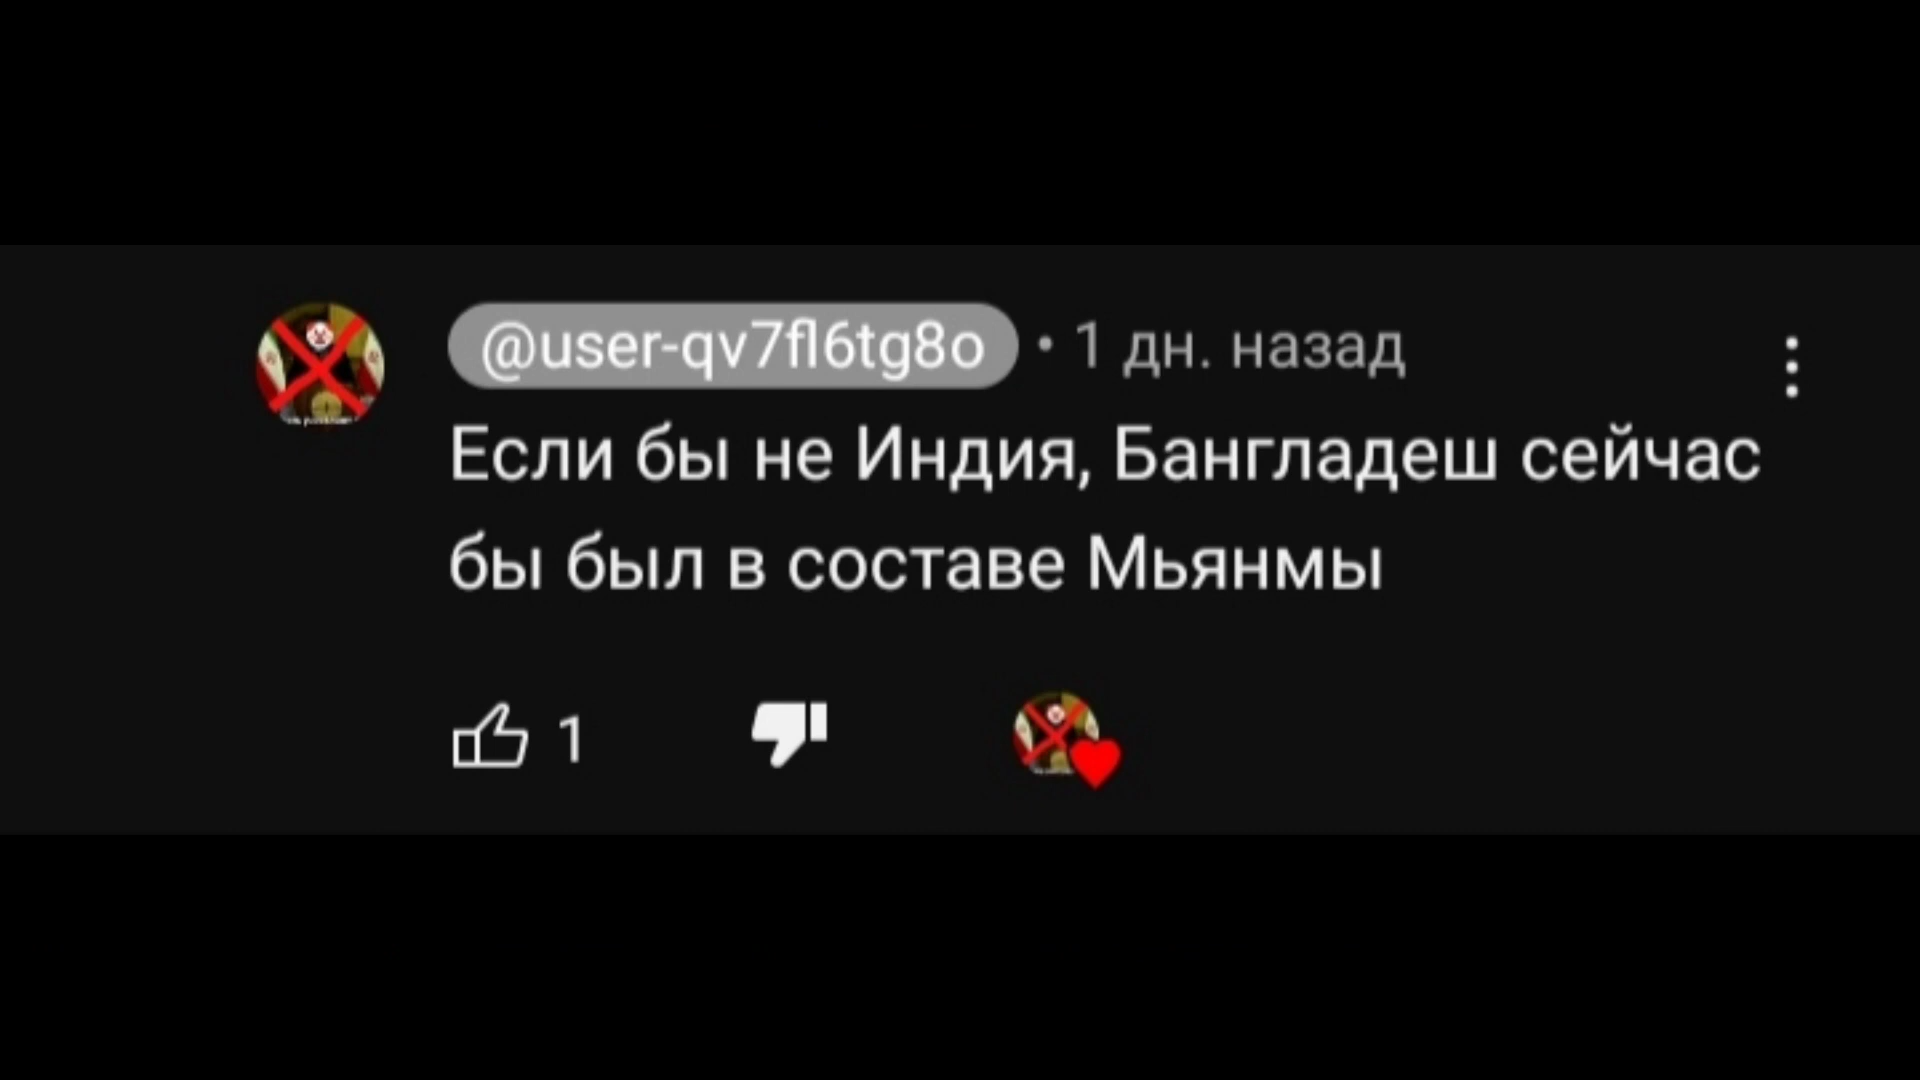 @user-qv7fl6tg8o • 1 дн. назад
Если бы не Индия, Бангладеш сейчас
бы был в составе Мьянмы
1